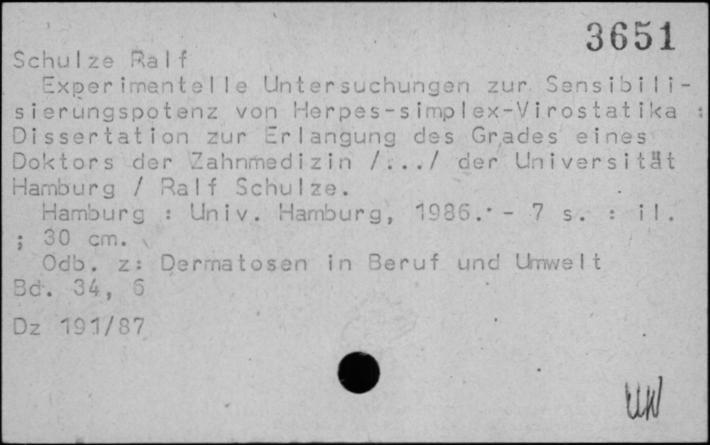 3651
Schulze Ralf
Experimentelle Untersuchungen zur Sensibili-
sierungspotenz von Herpes-simplex-Virostatika :
Dissertation zur Erlangung des Grades eines
Doktors der Zahnmedizin /.../ der Universität
Hamburg / Ralf Schulze.
Hamburg : Univ. Hamburg, 1986. - 7 s. : il.
; 30 cm.
Odb. z: Dermatosen in Beruf und Umwelt
Bd. 34, 6
Dz 191/87
UW